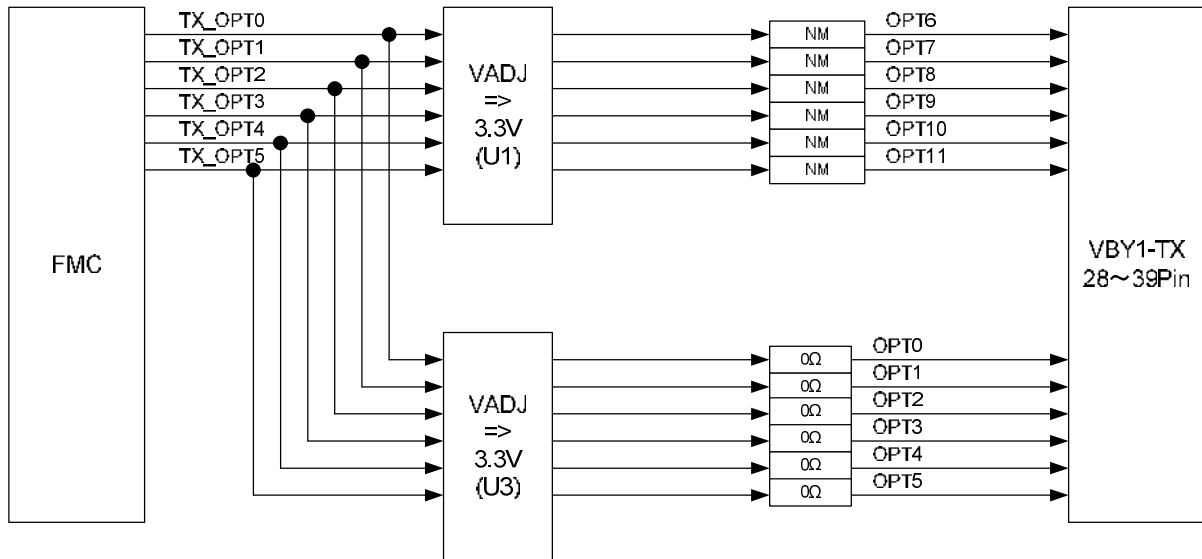 FMC
TX_OPT0
TX_OPT1
TX_OPT2
TX_OPT3
TX_OPT4
TX_OPT5
VADJ
=>
3.3V
(U1)
NM
NM
NM
NM
NM
NM
OPT6
OPT7
OPT8
OPT9
OPT10
OPT11
VADJ
=>
3.3V
(U3)
0Ω
0Ω
0Ω
0Ω
0Ω
0Ω
OPT0
OPT1
OPT2
OPT3
OPT4
OPT5
VBY1-TX
28～39Pin